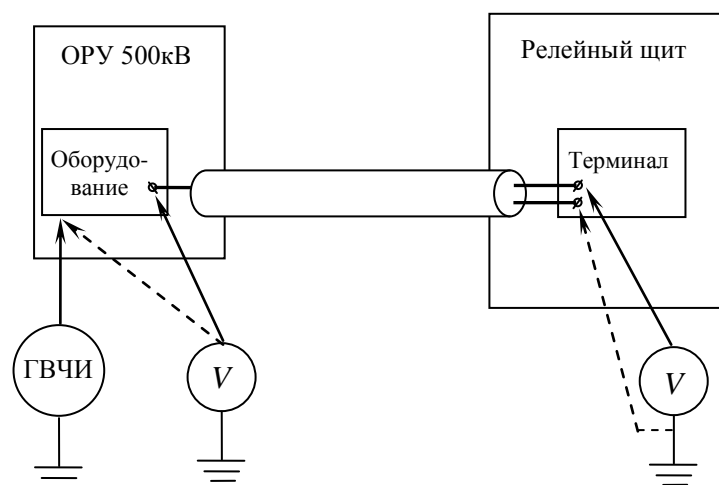 ОРУ 500кВ
Релейный щит
Оборудо-
вание
Терминал
ГВЧИ
V
V